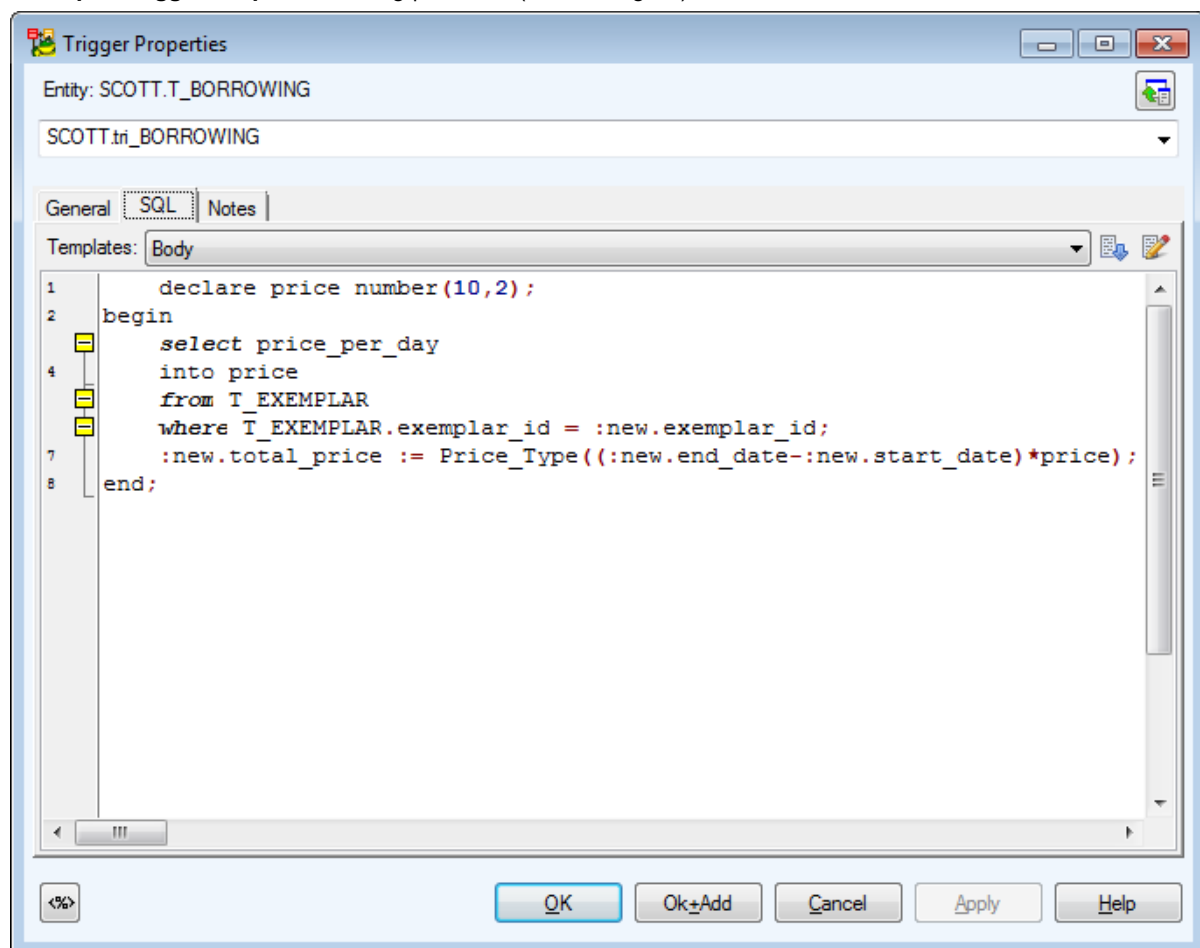 Trigger Properties
Entity: SCOTT.T_BORROWING
SCOTT.tri_BORROWING
General SQL Notes
Templates: Body
1 declare price number(10,2);
2 begin
select price_per_day
4 into price
from T_EXEMPLAR
where T_EXEMPLAR.exemplar_id = :new.exemplar_id;
7 :new.total_price := Price_Type((:new.end_date-:new.start_date)*price);
8 end;
<%> OK Ok+Add Cancel Apply Help